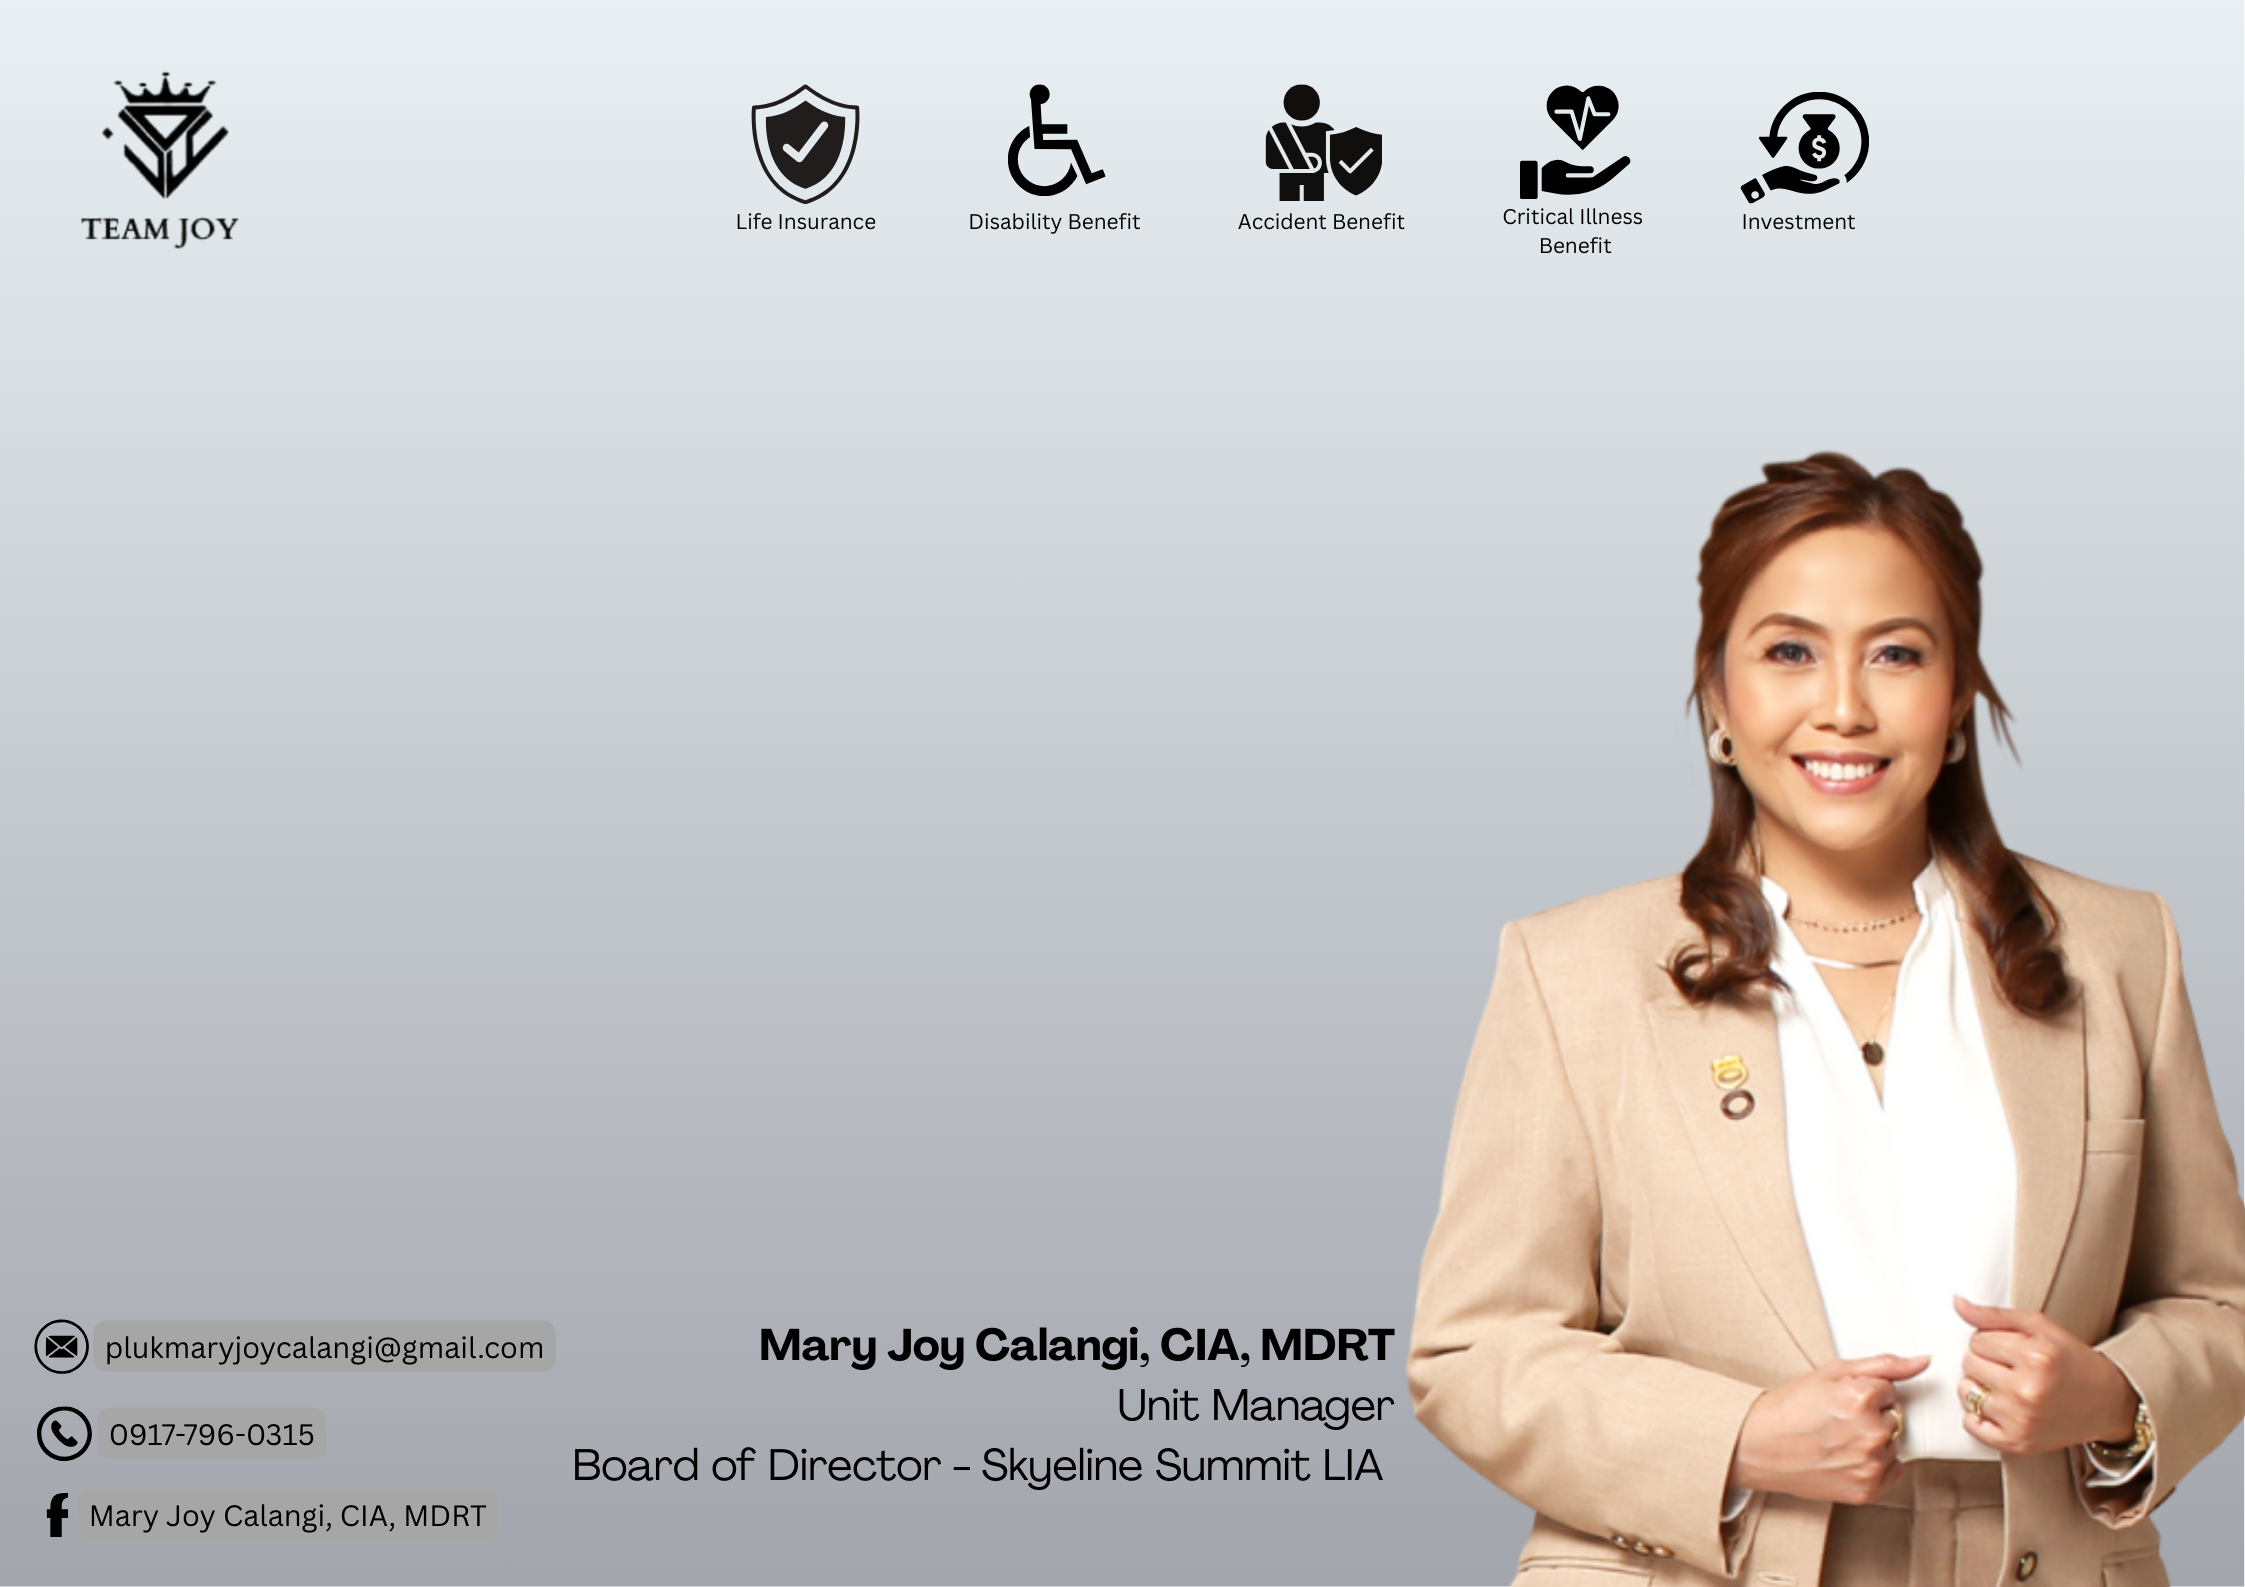 TEAM JOY
Life Insurance
Disability Benefit
Accident Benefit
Critical Illness
Benefit
Investment
plukmaryjoycalangi@gmail.com
0917-796-0315
Mary Joy Calangi, CIA, MDRT
Mary Joy Calangi, CIA, MDRT
Unit Manager
Board of Director - Skyeline Summit LIA